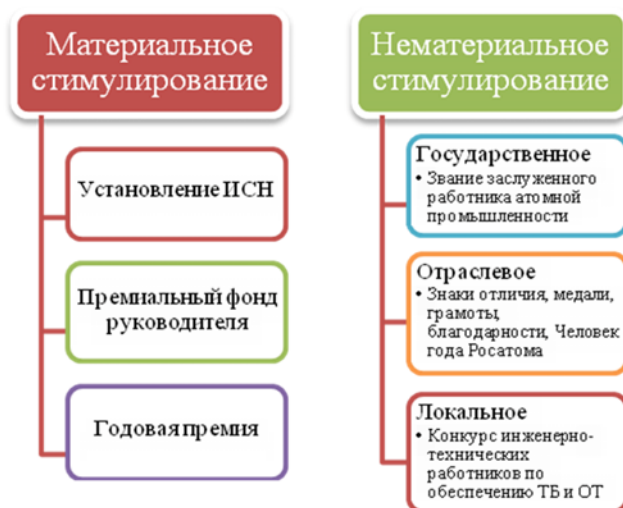 Материальное
стимулирование
Установление ИСН
Премиальный фонд
руководителя
Годовая премия
Нематериальное
стимулирование
Государственное
• Звание заслуженного
работника атомной
промышленности
Отраслевое
• Знаки отличия, медали,
грамоты,
благодарности, Человек
года Росатома
Локальное
• Конкурс инженерно-
технических
работников по
обеспечению ТБ и ОТ